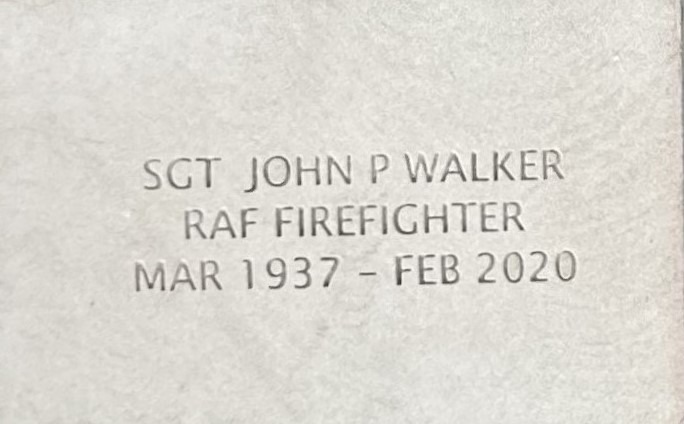 SGT JOHN P WALKER
RAF FIREFIGHTER
MAR 1937 – FEB 2020